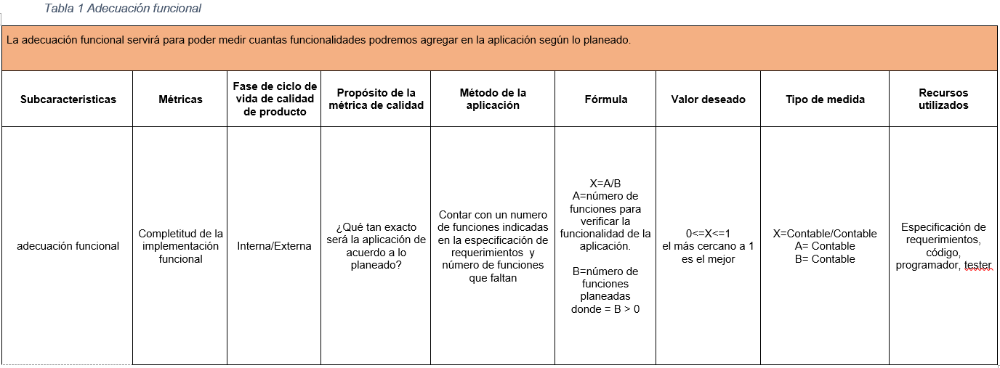 Tabla 1 Adecuación funcional
La adecuación funcional servirá para poder medir cuantas funcionalidades podremos agregar en la aplicación según lo planeado.
Subcaracteristicas
Métricas
Fase de ciclo de
vida de calidad
de producto
Propósito de la
métrica de calidad
Método de la
aplicación
Fórmula
Valor deseado
Tipo de medida
Recursos
utilizados
adecuación funcional
Completitud de la
implementación
funcional
Interna/Externa
¿Qué tan exacto
será la aplicación de
acuerdo a lo
planeado?
Contar con un numero
de funciones indicadas
en la especificación de
requerimientos y
número de funciones
que faltan
X=A/B
A=número de
funciones para
verificar la
funcionalidad de la
aplicación.
B=número de
funciones
planeadas
donde = B > 0
0<=X<=1
el más cercano a 1
es el mejor
X=Contable/Contable
A= Contable
B= Contable
Especificación de
requerimientos,
código,
programador, tester